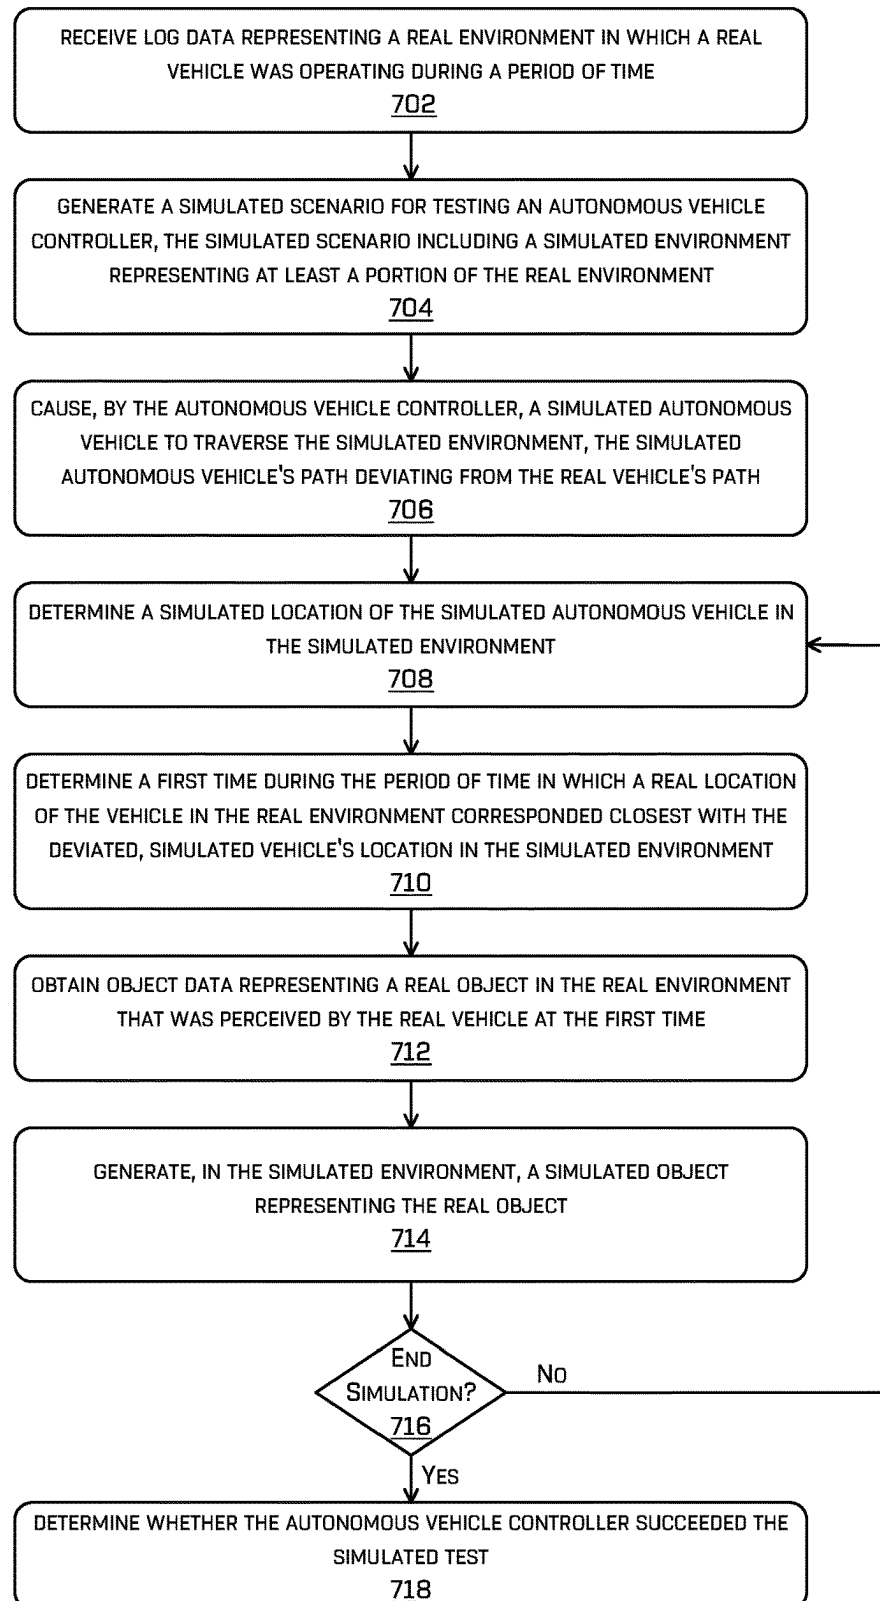 RECEIVE LOG DATA REPRESENTING A REAL ENVIRONMENT IN WHICH A REAL
VEHICLE WAS OPERATING DURING A PERIOD OF TIME
702
GENERATE A SIMULATED SCENARIO FOR TESTING AN AUTONOMOUS VEHICLE
CONTROLLER, THE SIMULATED SCENARIO INCLUDING A SIMULATED ENVIRONMENT
REPRESENTING AT LEAST A PORTION OF THE REAL ENVIRONMENT
704
CAUSE, BY THE AUTONOMOUS VEHICLE CONTROLLER, A SIMULATED AUTONOMOUS
VEHICLE TO TRAVERSE THE SIMULATED ENVIRONMENT, THE SIMULATED
AUTONOMOUS VEHICLE'S PATH DEVIATING FROM THE REAL VEHICLE'S PATH
706
DETERMINE A SIMULATED LOCATION OF THE SIMULATED AUTONOMOUS VEHICLE IN
THE SIMULATED ENVIRONMENT
708
DETERMINE A FIRST TIME DURING THE PERIOD OF TIME IN WHICH A REAL LOCATION
OF THE VEHICLE IN THE REAL ENVIRONMENT CORRESPONDED CLOSEST WITH THE
DEVIATED, SIMULATED VEHICLE'S LOCATION IN THE SIMULATED ENVIRONMENT
710
OBTAIN OBJECT DATA REPRESENTING A REAL OBJECT IN THE REAL ENVIRONMENT
THAT WAS PERCEIVED BY THE REAL VEHICLE AT THE FIRST TIME
712
GENERATE, IN THE SIMULATED ENVIRONMENT, A SIMULATED OBJECT
REPRESENTING THE REAL OBJECT
714
END
SIMULATION?
716
NO
YES
DETERMINE WHETHER THE AUTONOMOUS VEHICLE CONTROLLER SUCCEEDED THE
SIMULATED TEST
718